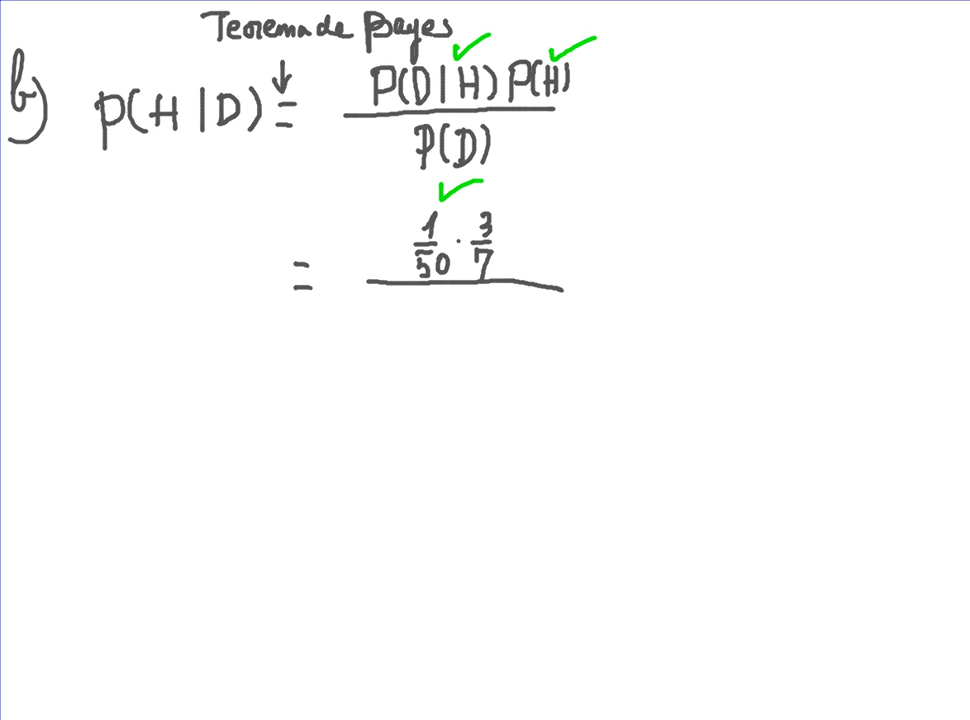 Teorema de Bayes
b) P(H|D) = P(D|H) P(H) / P(D)
= 1/50 · 3/7